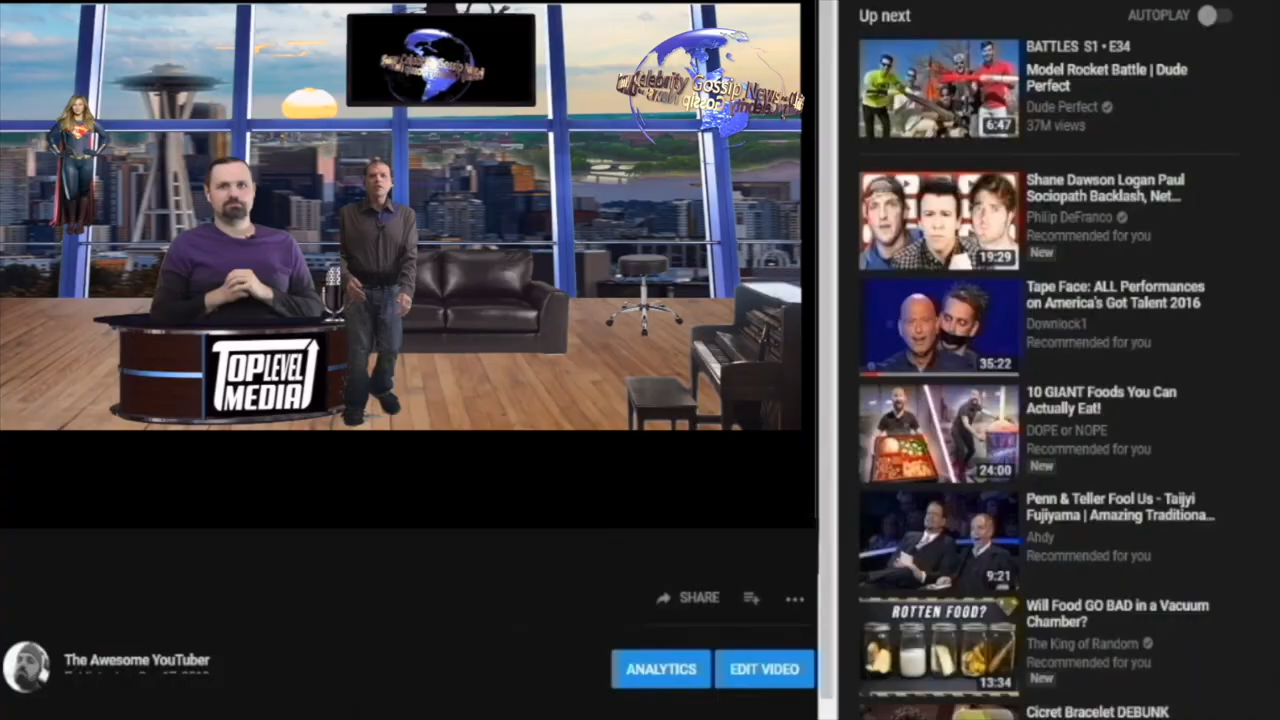 Celebrity Gossip News
TOP LEVEL
MEDIA
SHARE
The Awesome YouTuber
ANALYTICS
EDIT VIDEO
Up next
AUTOPLAY
BATTLES S1 • E34
Model Rocket Battle | Dude
Perfect
Dude Perfect
37M views
6:47
Shane Dawson Logan Paul
Sociopath Backlash, Net...
Philip DeFranco
Recommended for you
New
19:29
Tape Face: ALL Performances
on America's Got Talent 2016
Downlock1
Recommended for you
35:22
10 GIANT Foods You Can
Actually Eat!
DOPE or NOPE
Recommended for you
New
24:00
Penn & Teller Fool Us - Taijyi
Fujiyama | Amazing Traditiona...
Ahdy
Recommended for you
9:21
ROTTEN FOOD?
Will Food GO BAD in a Vacuum
Chamber?
The King of Random
Recommended for you
New
13:34
Cicret Bracelet DEBUNK